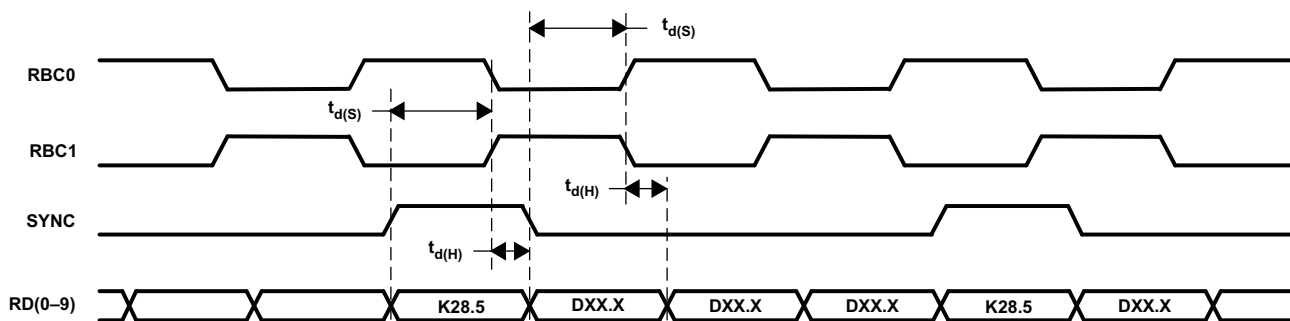 t_d(S)
RBC0
t_d(S)
RBC1
t_d(H)
SYNC
t_d(H)
RD(0–9) K28.5 DXX.X DXX.X DXX.X K28.5 DXX.X